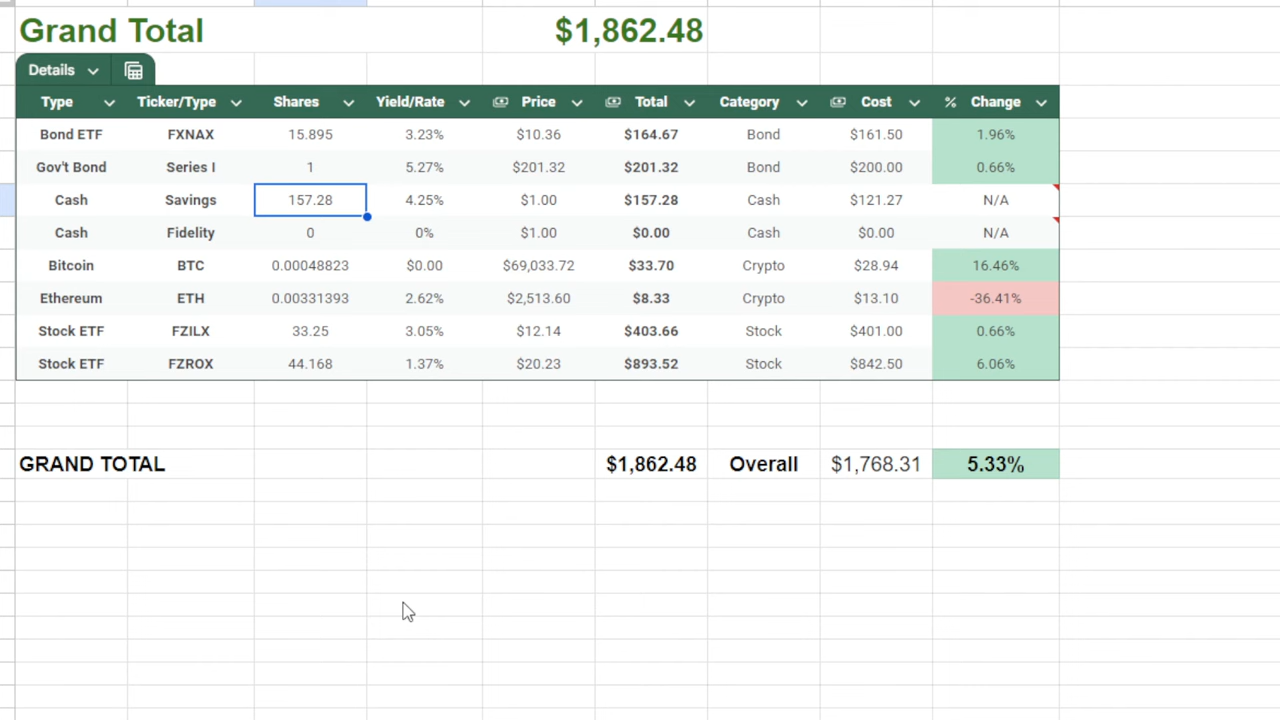 Grand Total $1,862.48
Details
Type Ticker/Type Shares Yield/Rate Price Total Category Cost % Change
Bond ETF FXNAX 15.895 3.23% $10.36 $164.67 Bond $161.50 1.96%
Gov't Bond Series I 1 5.27% $201.32 $201.32 Bond $200.00 0.66%
Cash Savings 157.28 4.25% $1.00 $157.28 Cash $121.27 N/A
Cash Fidelity 0 0% $1.00 $0.00 Cash $0.00 N/A
Bitcoin BTC 0.00048823 $0.00 $69,033.72 $33.70 Crypto $28.94 16.46%
Ethereum ETH 0.00331393 2.62% $2,513.60 $8.33 Crypto $13.10 -36.41%
Stock ETF FZILX 33.25 3.05% $12.14 $403.66 Stock $401.00 0.66%
Stock ETF FZROX 44.168 1.37% $20.23 $893.52 Stock $842.50 6.06%
GRAND TOTAL $1,862.48 Overall $1,768.31 5.33%